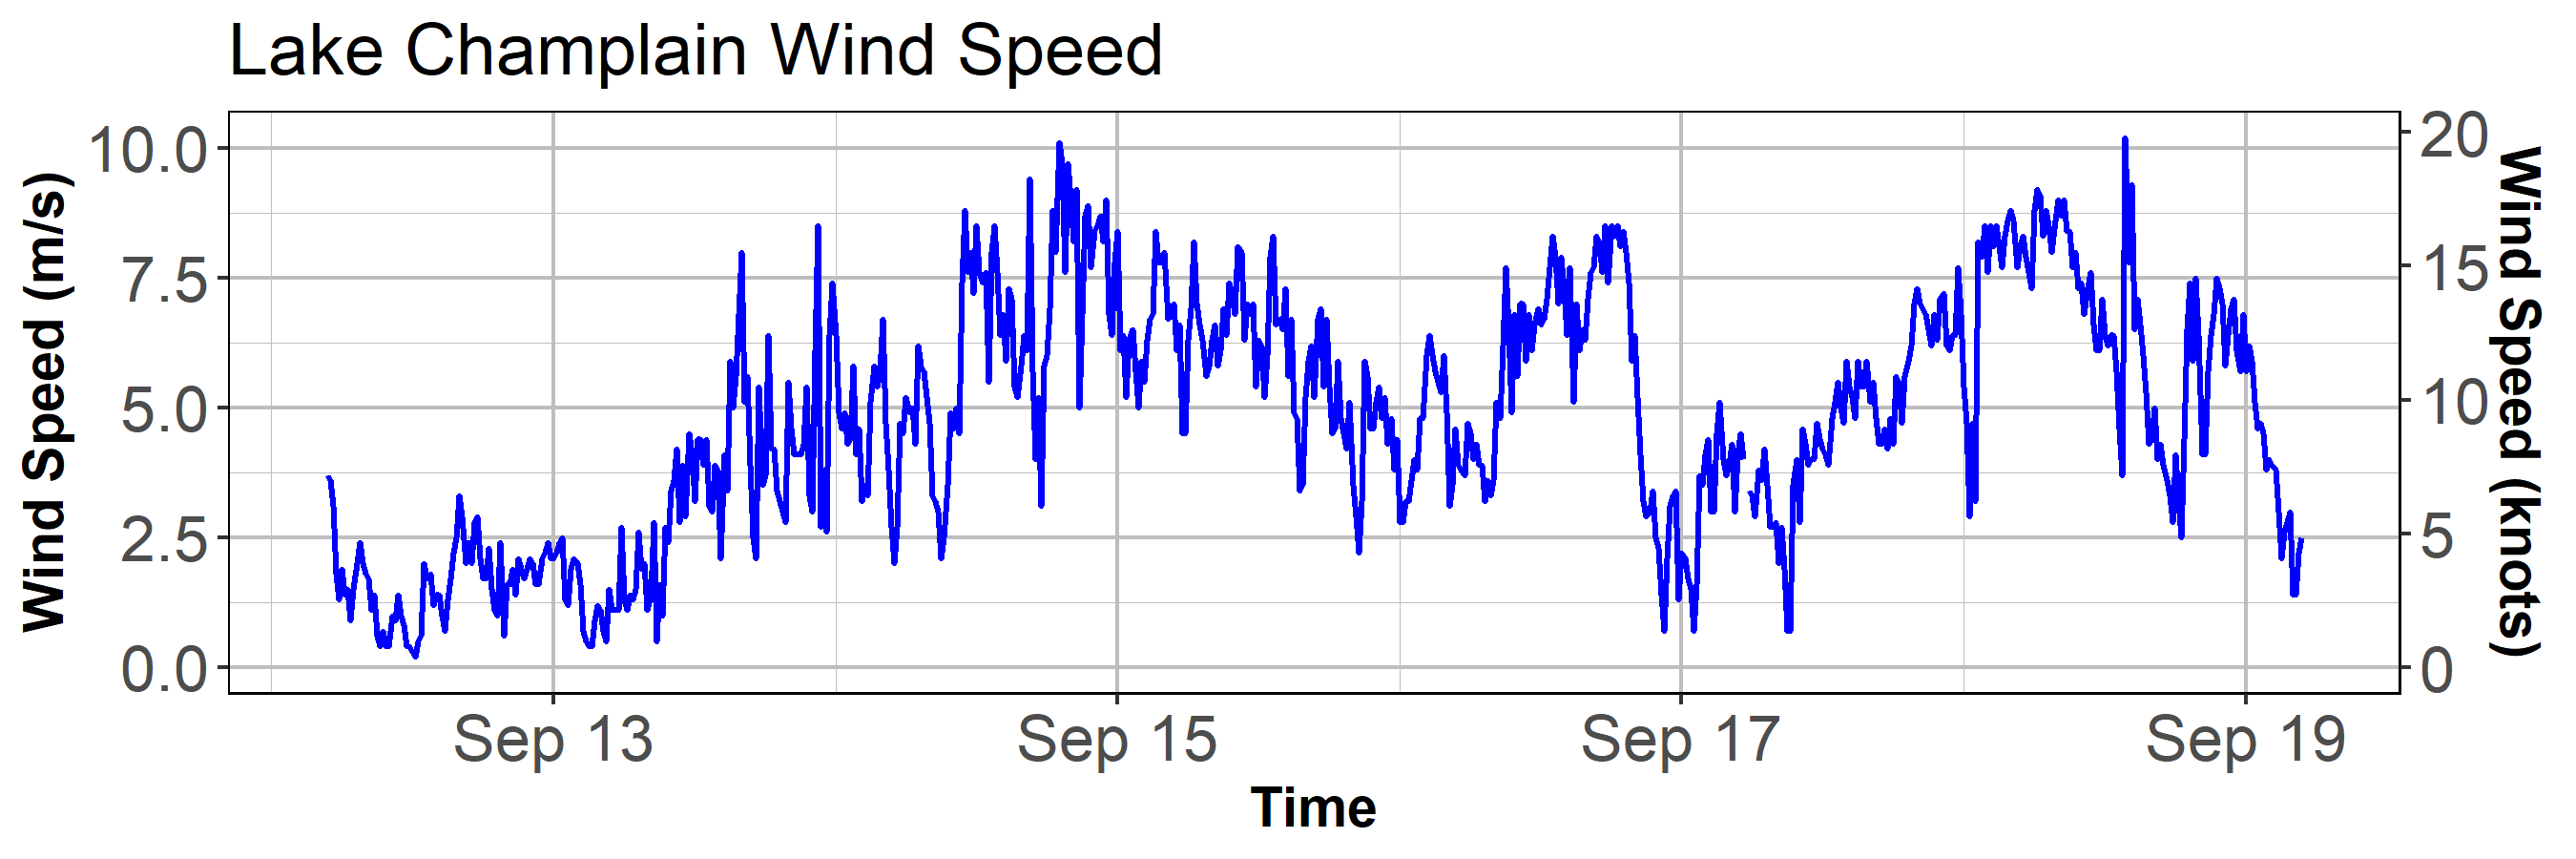 Lake Champlain Wind Speed
Wind Speed (m/s)
10.0
7.5
5.0
2.5
0.0
20
15
10
5
0
Wind Speed (knots)
Sep 13
Sep 15
Sep 17
Sep 19
Time